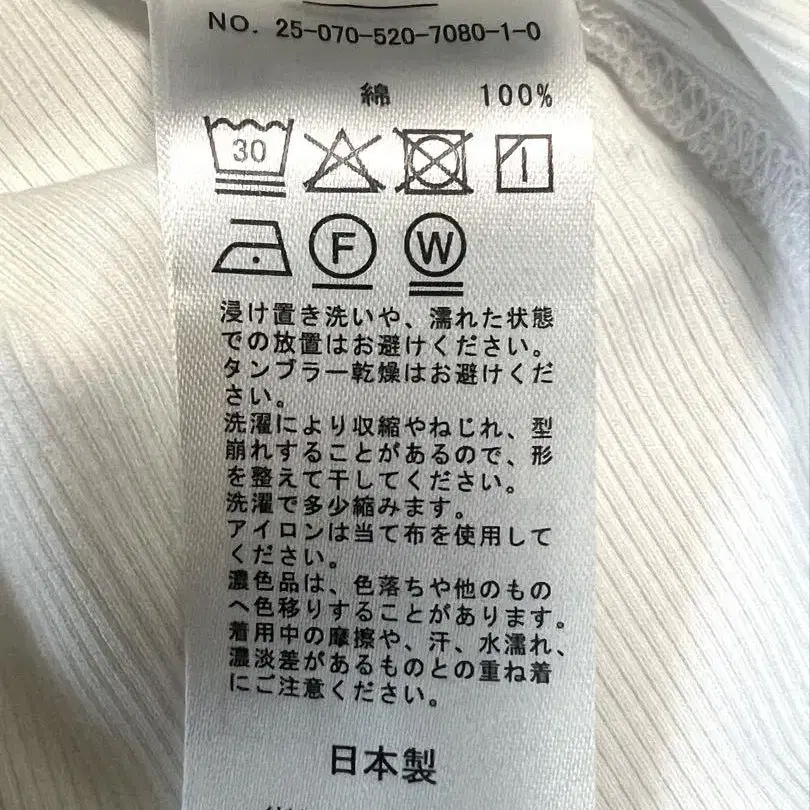 NO. 25-070-520-7080-1-0
綿 100%
30
F W
浸け置き洗いや、濡れた状態
での放置はお避けください。
タンブラー乾燥はお避けくだ
さい。
洗濯により収縮やねじれ、型
崩れすることがあるので、形
を整えて干してください。
洗濯で多少縮みます。
アイロンは当て布を使用して
ください。
濃色品は、色落ちや他のもの
へ色移りすることがあります。
着用中の摩擦や、汗、水濡れ、
濃淡差があるものとの重ね着
にご注意ください。
日本製